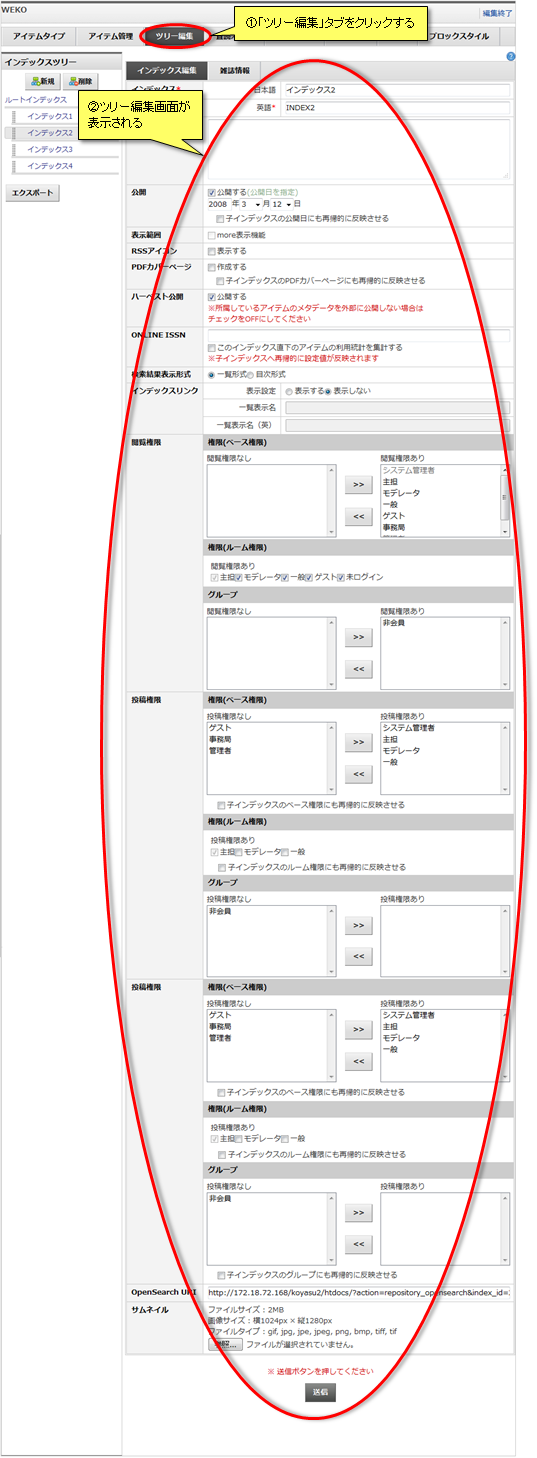 WEKO
編集終了
①「ツリー編集」タブをクリックする
アイテムタイプ アイテム管理 ツリー編集 ブロックスタイル
インデックスツリー
新規 削除
ルートインデックス
インデックス1
インデックス2
インデックス3
インデックス4
エクスポート
②ツリー編集画面が
表示される
インデックス編集 雑誌情報
インデックス* 日本語 インデックス2
英語* INDEX2
公開 公開する(公開日を指定)
2008 年 3 月 12 日
子インデックスの公開日にも再帰的に反映させる
表示範囲 more表示機能
RSSアイコン 表示する
PDFカバーページ 作成する
子インデックスのPDFカバーページにも再帰的に反映させる
ハーベスト公開 公開する
※所属しているアイテムのメタデータを外部に公開しない場合は
チェックをOFFにしてください
ONLINE ISSN
このインデックス直下のアイテムの利用統計を集計する
※子インデックスへ再帰的に設定値が反映されます
検索結果表示形式 一覧形式 目次形式
インデックスリンク 表示設定 表示する 表示しない
一覧表示名
一覧表示名（英）
閲覧権限 権限(ベース権限)
閲覧権限なし 閲覧権限あり
システム管理者
主担
モデレータ
一般
ゲスト
事務局
>>
<<
権限(ルーム権限)
閲覧権限あり
主担 モデレータ 一般 ゲスト 未ログイン
グループ
閲覧権限なし 閲覧権限あり
非会員
>>
<<
投稿権限 権限(ベース権限)
投稿権限なし 投稿権限あり
ゲスト システム管理者
事務局 主担
管理者 モデレータ
一般
>>
<<
子インデックスのベース権限にも再帰的に反映させる
権限(ルーム権限)
投稿権限あり
主担 モデレータ 一般
子インデックスのルーム権限にも再帰的に反映させる
グループ
投稿権限なし 投稿権限あり
非会員
>>
<<
投稿権限 権限(ベース権限)
投稿権限なし 投稿権限あり
ゲスト システム管理者
事務局 主担
管理者 モデレータ
一般
>>
<<
子インデックスのベース権限にも再帰的に反映させる
権限(ルーム権限)
投稿権限あり
主担 モデレータ 一般
子インデックスのルーム権限にも再帰的に反映させる
グループ
投稿権限なし 投稿権限あり
非会員
>>
<<
子インデックスのグループにも再帰的に反映させる
OpenSearch URI http://172.18.72.168/koyasu2/htdocs/?action=repository_opensearch&index_id=
サムネイル ファイルサイズ：2MB
画像サイズ：横1024px × 縦1280px
ファイルタイプ：gif, jpg, jpe, jpeg, png, bmp, tiff, tif
参照... ファイルが選択されていません。
※ 送信ボタンを押してください
送信